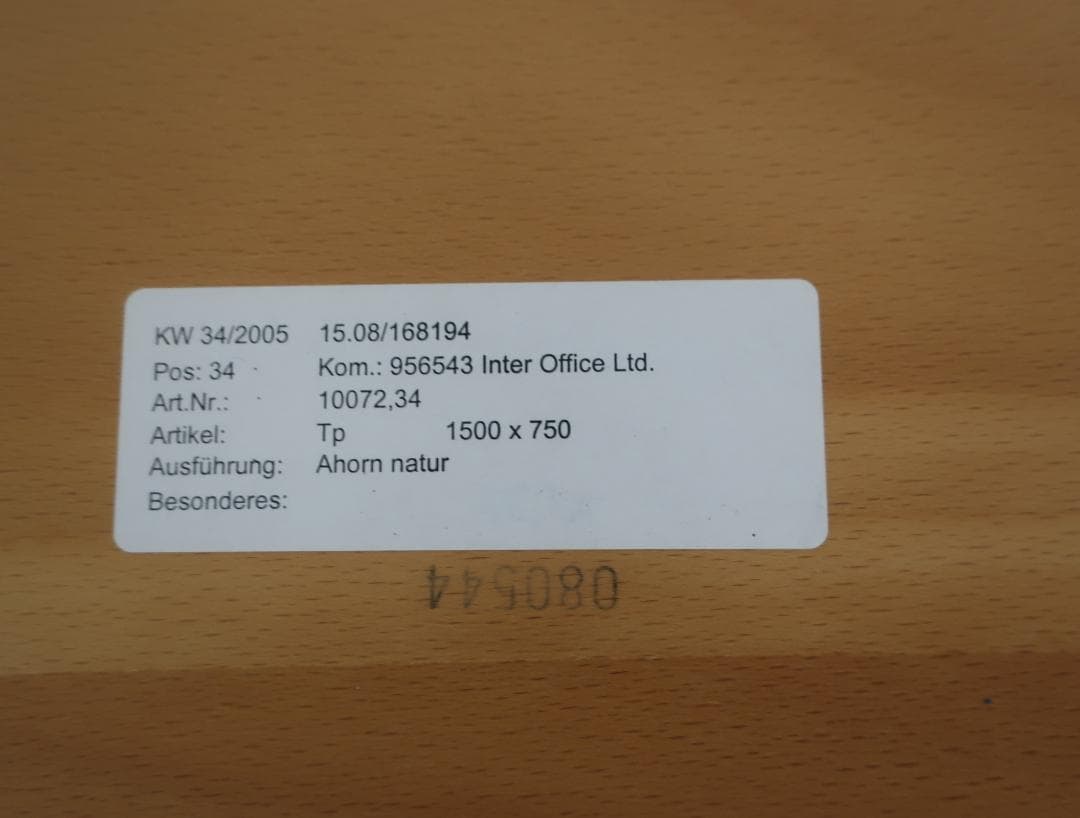 KW 34/2005 15.08/168194
Pos: 34 Kom.: 956543 Inter Office Ltd.
Art.Nr.: 10072,34
Artikel: Tp 1500 x 750
Ausführung: Ahorn natur
Besonderes:
080544